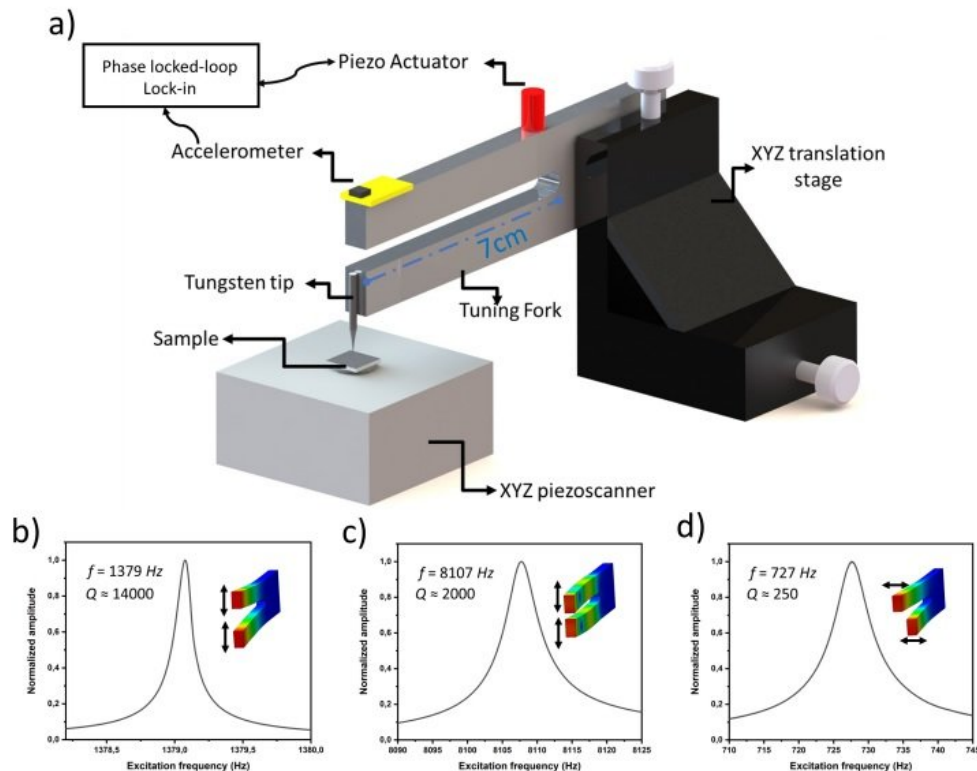 a)
Phase locked-loop
Lock-in
Piezo Actuator
Accelerometer
XYZ translation
stage
7cm
Tungsten tip
Tuning Fork
Sample
XYZ piezoscanner
b)
f = 1379 Hz
Q ≈ 14000
Normalized amplitude
1,0
0,8
0,6
0,4
0,2
0,0
1378,5
1379,0
1379,5
1380,0
Excitation frequency (Hz)
c)
f = 8107 Hz
Q ≈ 2000
Normalized amplitude
1,0
0,8
0,6
0,4
0,2
0,0
8090
8095
8100
8105
8110
8115
8120
8125
Excitation frequency (Hz)
d)
f = 727 Hz
Q ≈ 250
Normalized amplitude
1,0
0,8
0,6
0,4
0,2
0,0
710
715
720
725
730
735
740
745
Excitation frequency (Hz)